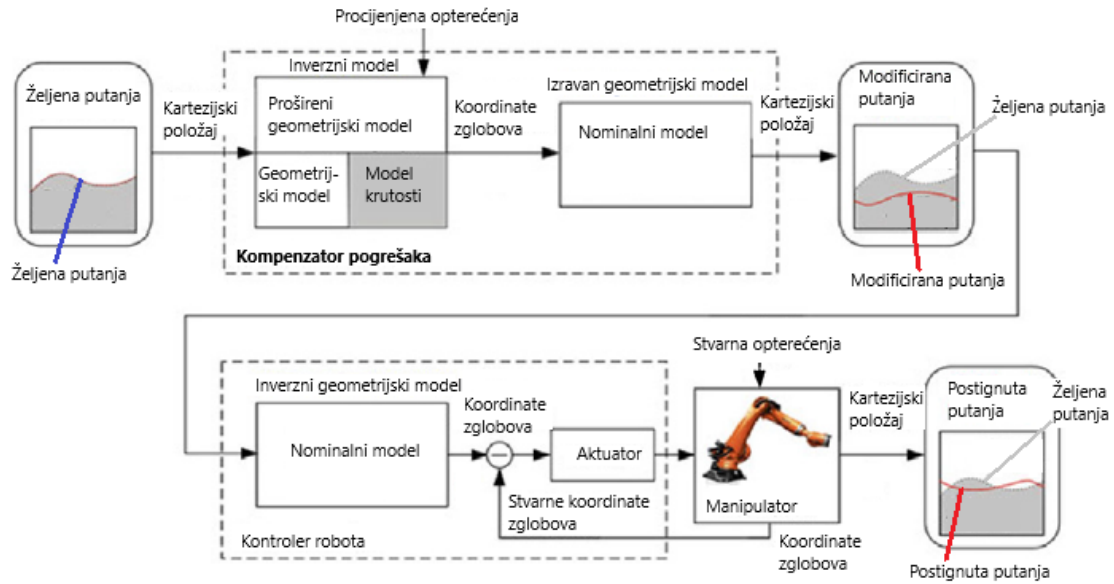 Procijenjena opterećenja
Inverzni model
Željena putanja
Kartezijski
položaj
Prošireni
geometrijski model
Geometrij-
ski model
Model
krutosti
Koordinate
zglobova
Izravan geometrijski model
Nominalni model
Kartezijski
položaj
Modificirana
putanja
Željena
putanja
Željena putanja
Kompenzator pogrešaka
Modificirana putanja
Stvarna opterećenja
Inverzni geometrijski model
Nominalni model
Koordinate
zglobova
Aktuator
Stvarne koordinate
zglobova
Kontroler robota
Manipulator
Koordinate
zglobova
Kartezijski
položaj
Postignuta
putanja
Željena
putanja
Postignuta putanja